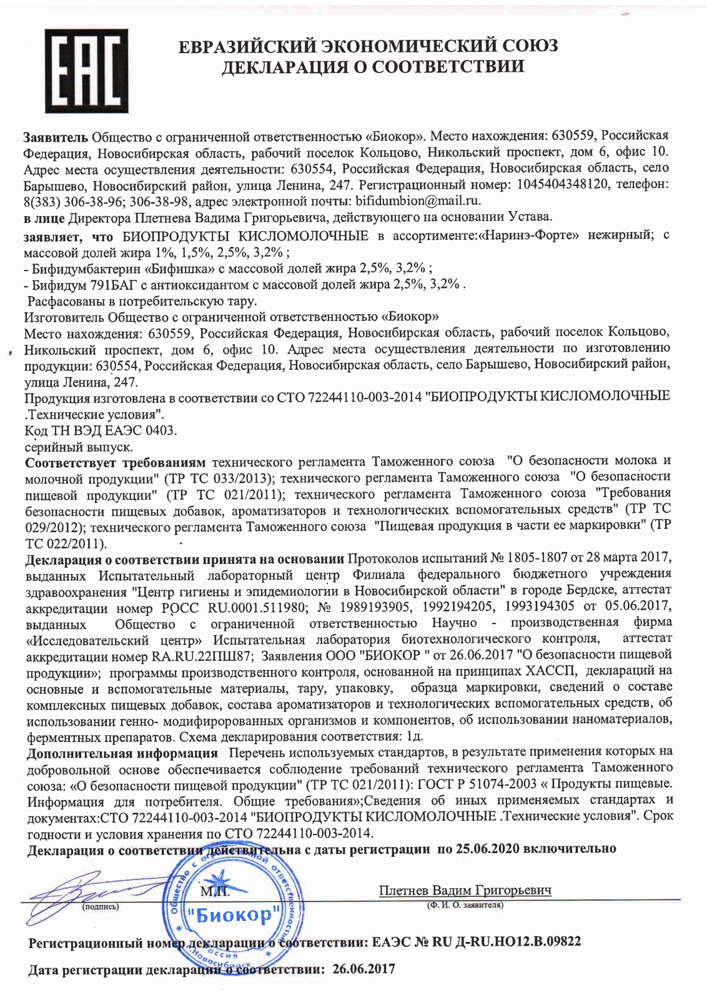 EAC
ЕВРАЗИЙСКИЙ ЭКОНОМИЧЕСКИЙ СОЮЗ
ДЕКЛАРАЦИЯ О СООТВЕТСТВИИ
Заявитель Общество с ограниченной ответственностью «Биокор». Место нахождения: 630559, Российская
Федерация, Новосибирская область, рабочий поселок Кольцово, Никольский проспект, дом 6, офис 10.
Адрес места осуществления деятельности: 630554, Российская Федерация, Новосибирская область, село
Барышево, Новосибирский район, улица Ленина, 247. Регистрационный номер: 1045404348120, телефон:
8(383) 306-38-96; 306-38-98, адрес электронной почты: bifidumbion@mail.ru.
в лице Директора Плетнева Вадима Григорьевича, действующего на основании Устава.
заявляет, что БИОПРОДУКТЫ КИСЛОМОЛОЧНЫЕ в ассортименте:«Наринэ-Форте» нежирный; с
массовой долей жира 1%, 1,5%, 2,5%, 3,2% ;
- Бифидумбактерин «Бифишка» с массовой долей жира 2,5%, 3,2% ;
- Бифидум 791БАГ с антиоксидантом с массовой долей жира 2,5%, 3,2% .
Расфасованы в потребительскую тару.
Изготовитель Общество с ограниченной ответственностью «Биокор»
Место нахождения: 630559, Российская Федерация, Новосибирская область, рабочий поселок Кольцово,
Никольский проспект, дом 6, офис 10. Адрес места осуществления деятельности по изготовлению
продукции: 630554, Российская Федерация, Новосибирская область, село Барышево, Новосибирский район,
улица Ленина, 247.
Продукция изготовлена в соответствии со СТО 72244110-003-2014 "БИОПРОДУКТЫ КИСЛОМОЛОЧНЫЕ
.Технические условия".
Код ТН ВЭД ЕАЭС 0403.
серийный выпуск.
Соответствует требованиям технического регламента Таможенного союза "О безопасности молока и
молочной продукции" (ТР ТС 033/2013); технического регламента Таможенного союза "О безопасности
пищевой продукции" (ТР ТС 021/2011); технического регламента Таможенного союза "Требования
безопасности пищевых добавок, ароматизаторов и технологических вспомогательных средств" (ТР ТС
029/2012); технического регламента Таможенного союза "Пищевая продукция в части ее маркировки" (ТР
ТС 022/2011).
Декларация о соответствии принята на основании Протоколов испытаний № 1805-1807 от 28 марта 2017,
выданных Испытательный лабораторный центр Филиала федерального бюджетного учреждения
здравоохранения "Центр гигиены и эпидемиологии в Новосибирской области" в городе Бердске, аттестат
аккредитации номер РОСС RU.0001.511980; № 1989193905, 1992194205, 1993194305 от 05.06.2017,
выданных Общество с ограниченной ответственностью Научно - производственная фирма
«Исследовательский центр» Испытательная лаборатория биотехнологического контроля, аттестат
аккредитации номер RA.RU.22ПШ87; Заявления ООО "БИОКОР " от 26.06.2017 "О безопасности пищевой
продукции»; программы производственного контроля, основанной на принципах ХАССП, деклараций на
основные и вспомогательные материалы, тару, упаковку, образца маркировки, сведений о составе
комплексных пищевых добавок, состава ароматизаторов и технологических вспомогательных средств, об
использовании генно- модифиророванных организмов и компонентов, об использовании наноматериалов,
ферментных препаратов. Схема декларирования соответствия: 1д.
Дополнительная информация Перечень используемых стандартов, в результате применения которых на
добровольной основе обеспечивается соблюдение требований технического регламента Таможенного
союза: «О безопасности пищевой продукции" (ТР ТС 021/2011): ГОСТ Р 51074-2003 « Продукты пищевые.
Информация для потребителя. Общие требования»;Сведения об иных применяемых стандартах и
документах:СТО 72244110-003-2014 "БИОПРОДУКТЫ КИСЛОМОЛОЧНЫЕ .Технические условия". Срок
годности и условия хранения по СТО 72244110-003-2014.
Декларация о соответствии действительна с даты регистрации по 25.06.2020 включительно
М.П.
Плетнев Вадим Григорьевич
(подпись)
(Ф. И. О. заявителя)
Общество с ограниченной ответственностью
"Биокор"
Россия
г.Новосибирск
Регистрационный номер декларации о соответствии: ЕАЭС № RU Д-RU.НО12.В.09822
Дата регистрации декларации о соответствии: 26.06.2017